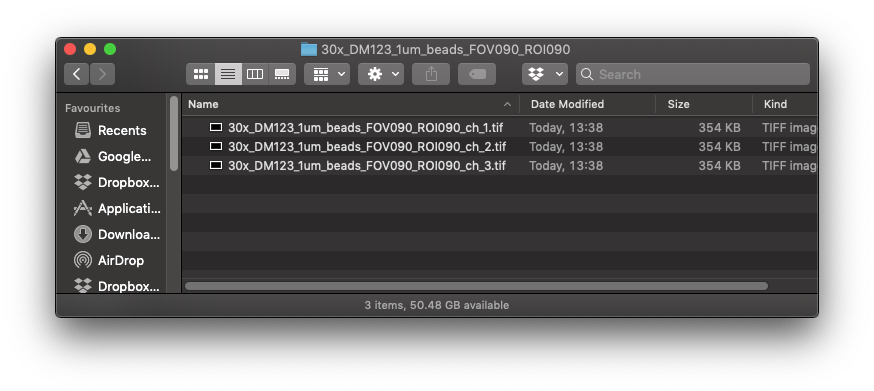 30x_DM123_1um_beads_FOV090_ROI090
Search
Favourites
Recents
Google...
Dropbox...
Applicati...
Downloa...
AirDrop
Dropbox...
Name Date Modified Size Kind
30x_DM123_1um_beads_FOV090_ROI090_ch_1.tif Today, 13:38 354 KB TIFF imag
30x_DM123_1um_beads_FOV090_ROI090_ch_2.tif Today, 13:38 354 KB TIFF imag
30x_DM123_1um_beads_FOV090_ROI090_ch_3.tif Today, 13:38 354 KB TIFF imag
3 items, 50.48 GB available